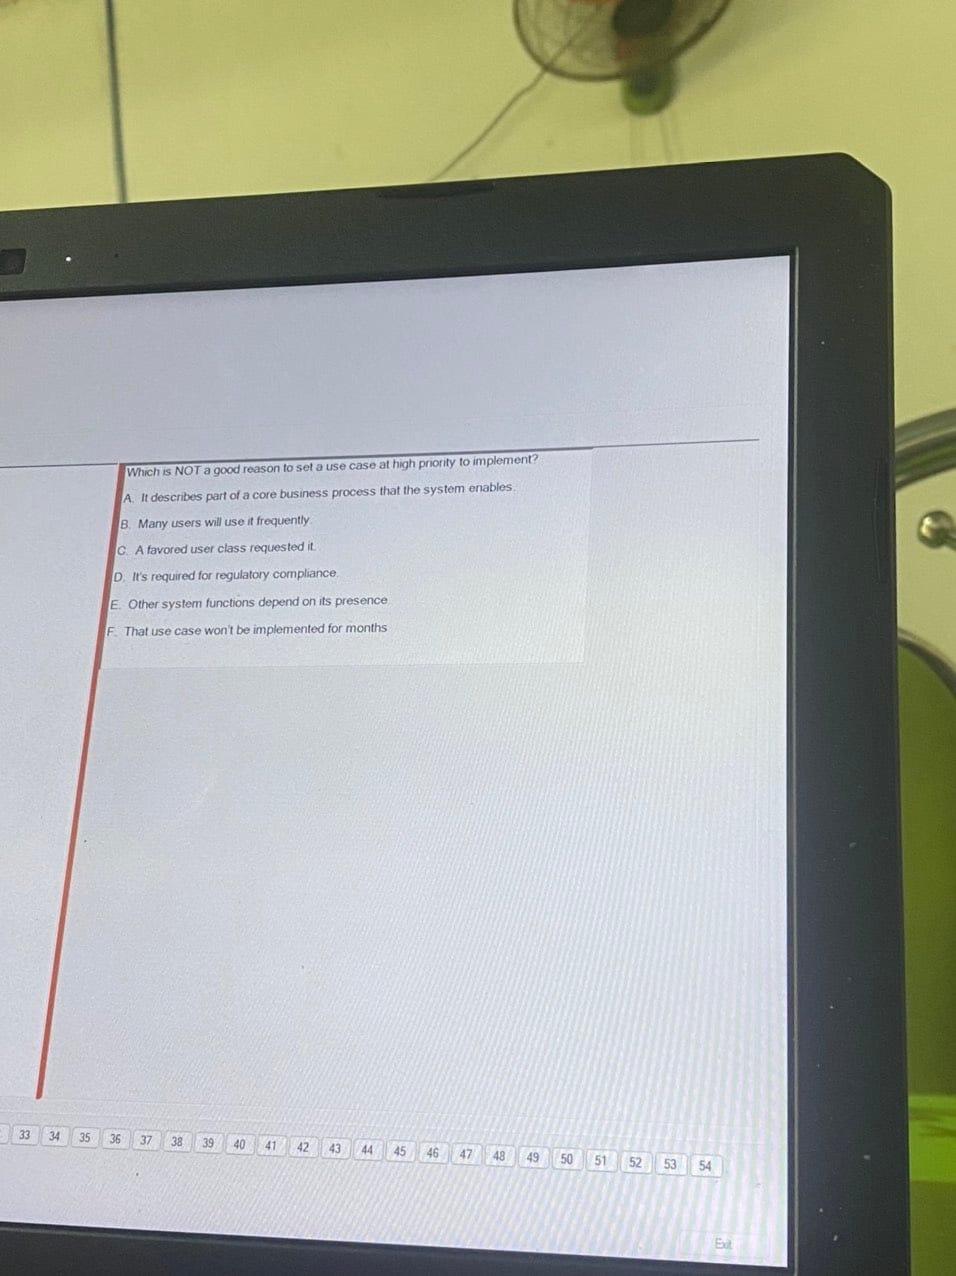 Which is NOT a good reason to set a use case at high priority to implement?
A. It describes part of a core business process that the system enables.
B. Many users will use it frequently.
C. A favored user class requested it.
D. It's required for regulatory compliance.
E. Other system functions depend on its presence.
F. That use case won't be implemented for months
33 34 35 36 37 38 39 40 41 42 43 44 45 46 47 48 49 50 51 52 53 54
Exit